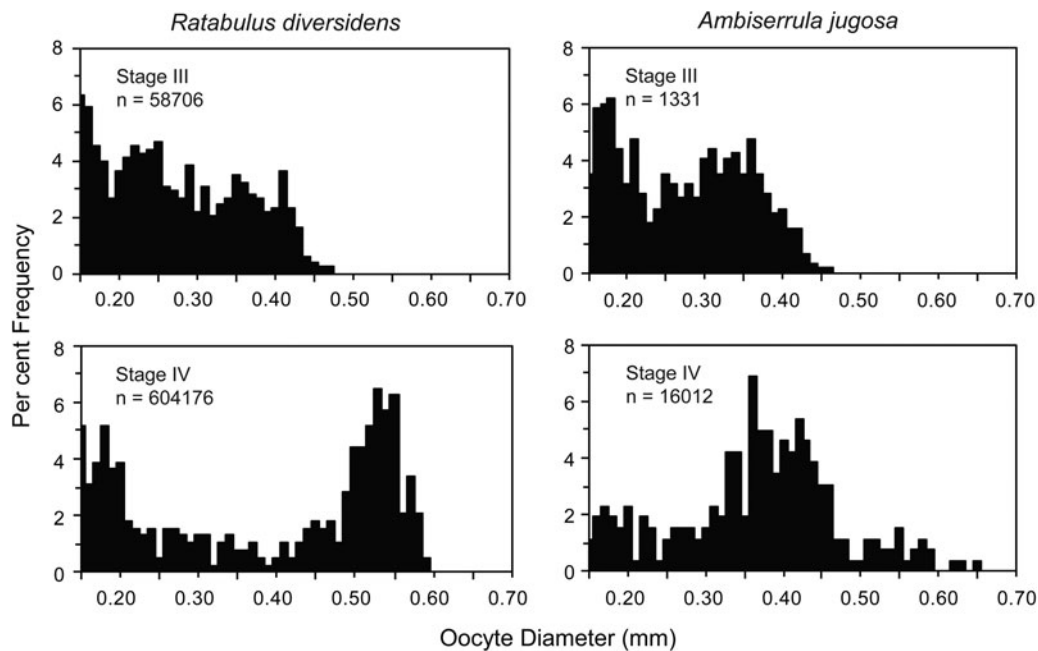 Ratabulus diversidens
Ambiserrula jugosa
Per cent Frequency
8
6
4
2
0
Stage III
n = 58706
0.20 0.30 0.40 0.50 0.60 0.70
8
6
4
2
0
Stage III
n = 1331
0.20 0.30 0.40 0.50 0.60 0.70
8
6
4
2
0
Stage IV
n = 604176
0.20 0.30 0.40 0.50 0.60 0.70
8
6
4
2
0
Stage IV
n = 16012
0.20 0.30 0.40 0.50 0.60 0.70
Oocyte Diameter (mm)